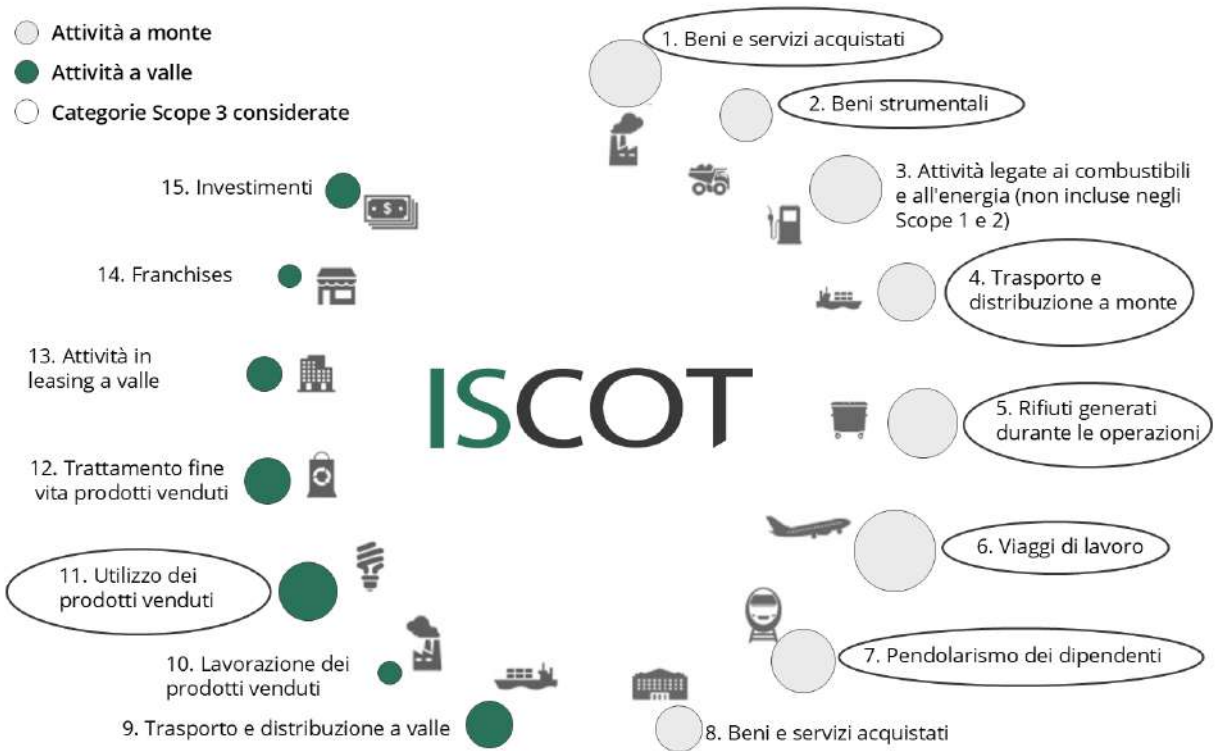 Attività a monte
Attività a valle
Categorie Scope 3 considerate
1. Beni e servizi acquistati
2. Beni strumentali
3. Attività legate ai combustibili
e all'energia (non incluse negli
Scope 1 e 2)
4. Trasporto e
distribuzione a monte
5. Rifiuti generati
durante le operazioni
6. Viaggi di lavoro
7. Pendolarismo dei dipendenti
8. Beni e servizi acquistati
9. Trasporto e distribuzione a valle
10. Lavorazione dei
prodotti venduti
11. Utilizzo dei
prodotti venduti
12. Trattamento fine
vita prodotti venduti
13. Attività in
leasing a valle
14. Franchises
15. Investimenti
$
ISCOT